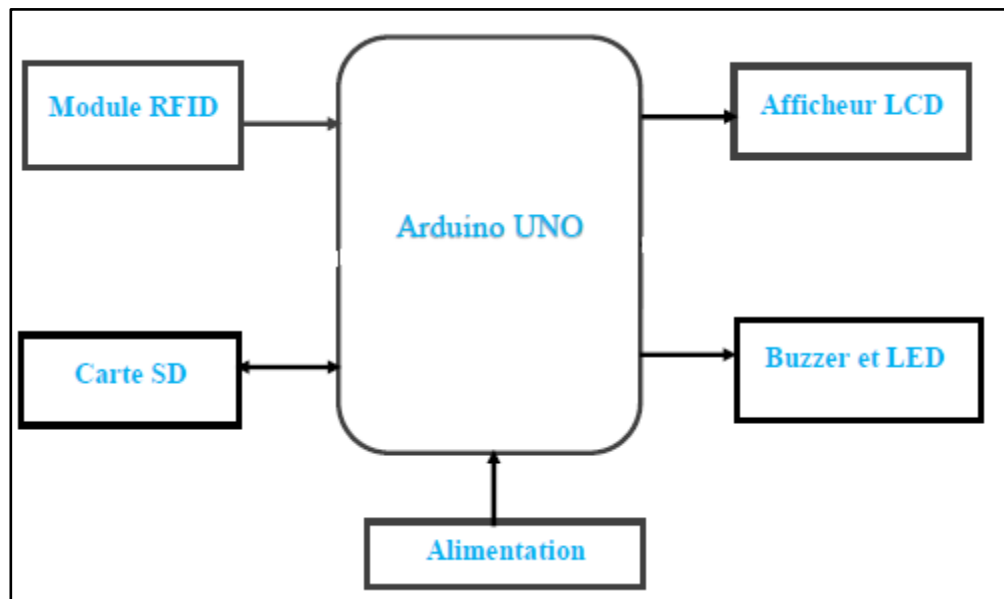 Module RFID
Afficheur LCD
Arduino UNO
Carte SD
Buzzer et LED
Alimentation